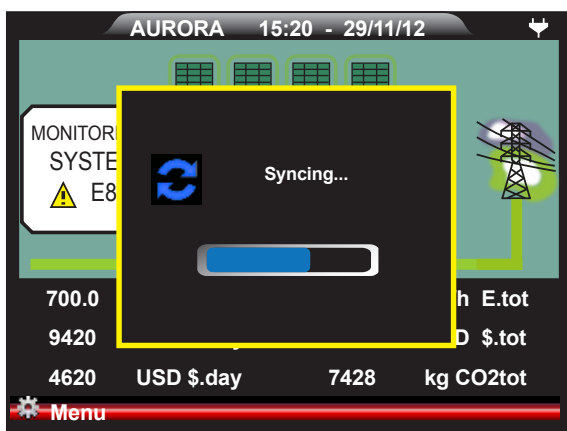 AURORA 15:20 - 29/11/12
MONITOR
SYSTE
E8
Syncing...
700.0 h E.tot
9420 D $.tot
4620 USD $.day 7428 kg CO2tot
Menu